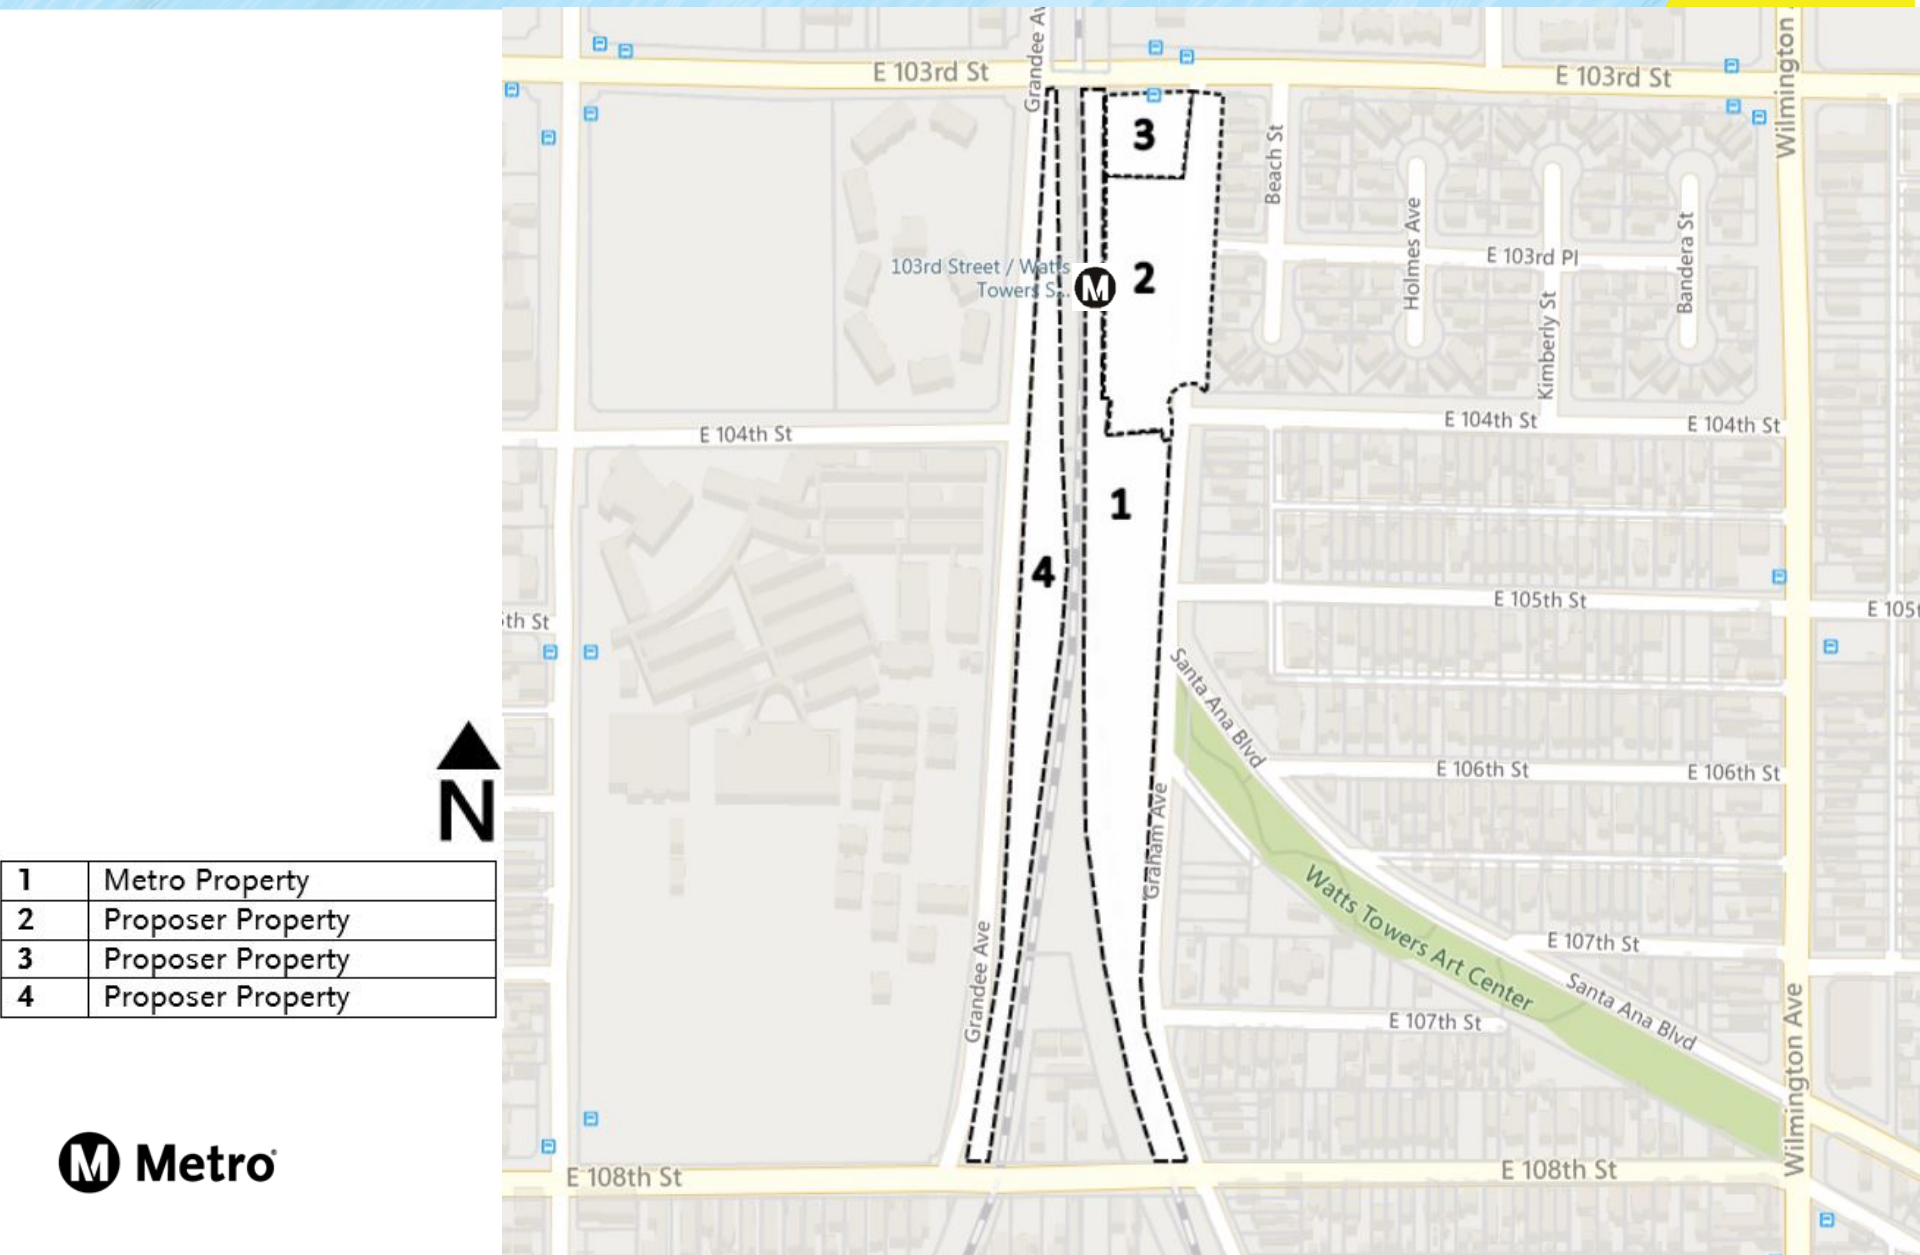 E 103rd St
E 103rd St
Grandee Av
Wilmington
3
Beach St
Holmes Ave
E 103rd Pl
Bandera St
Kimberly St
103rd Street / Watts
Towers S...
M
2
E 104th St
E 104th St
E 104th St
1
4
E 105th St
E 105t
th St
Santa Ana Blvd
E 106th St
E 106th St
Graham Ave
N
1 Metro Property
2 Proposer Property
3 Proposer Property
4 Proposer Property
Watts Towers Art Center
E 107th St
Santa Ana Blvd
Grandee Ave
E 107th St
Wilmington Ave
M Metro
E 108th St
E 108th St